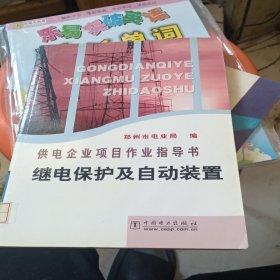 乐易
单词
GONGDIANQIYE
XIANGMU ZUOYE
ZHIDAOSHU
郑州市电业局 编
供电企业项目作业指导书
继电保护及自动装置
中国电力出版社